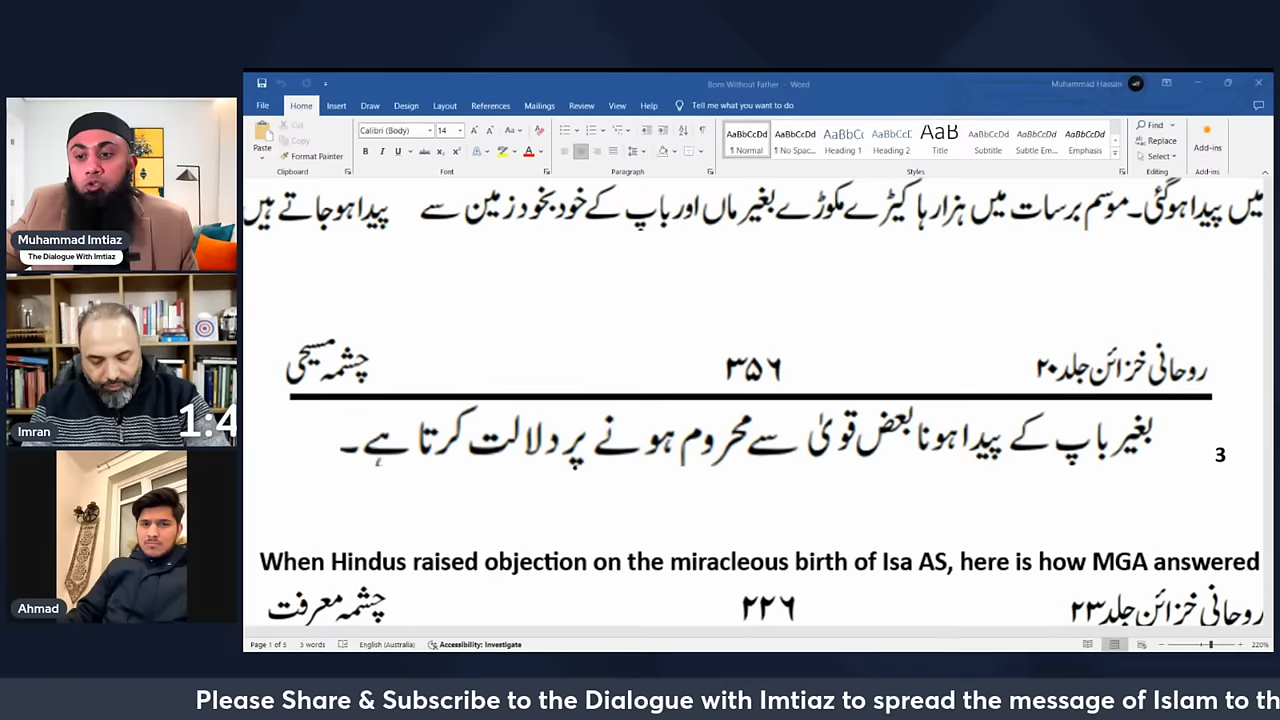 Born Without Father - Word
Muhammad Hassan
File Home Insert Draw Design Layout References Mailings Review View Help Tell me what you want to do
Paste
Cut
Copy
Format Painter
Calibri (Body) 14
AaBbCcDd AaBbCcDd AaBbCc AaBbCcC AaB AaBbCcDd AaBbCcDd AaBbCcDd
¶ Normal ¶ No Spac... Heading 1 Heading 2 Title Subtitle Subtle Em... Emphasis
Find
Replace
Select
Add-ins
Clipboard Font Paragraph Styles Editing Add-ins
میں پیدا ہوگئی۔ موسم برسات میں ہزار ہا کیڑے مکوڑے بغیر ماں اور باپ کے خود بخود زمین سے پیدا ہوجاتے ہیں
روحانی خزائن جلد ۲۰ ۳۵۶ چشمہ مسیحی
بغیر باپ کے پیدا ہونا بعض قویٰ سے محروم ہونے پر دلالت کرتا ہے۔
3
When Hindus raised objection on the miracleous birth of Isa AS, here is how MGA answered
روحانی خزائن جلد ۲۳ ۲۲۶ چشمہ معرفت
Page 1 of 5 5 words English (Australia) Accessibility: Investigate 220%
Muhammad Imtiaz
The Dialogue With Imtiaz
Imran
1:4
Ahmad
Please Share & Subscribe to the Dialogue with Imtiaz to spread the message of Islam to th